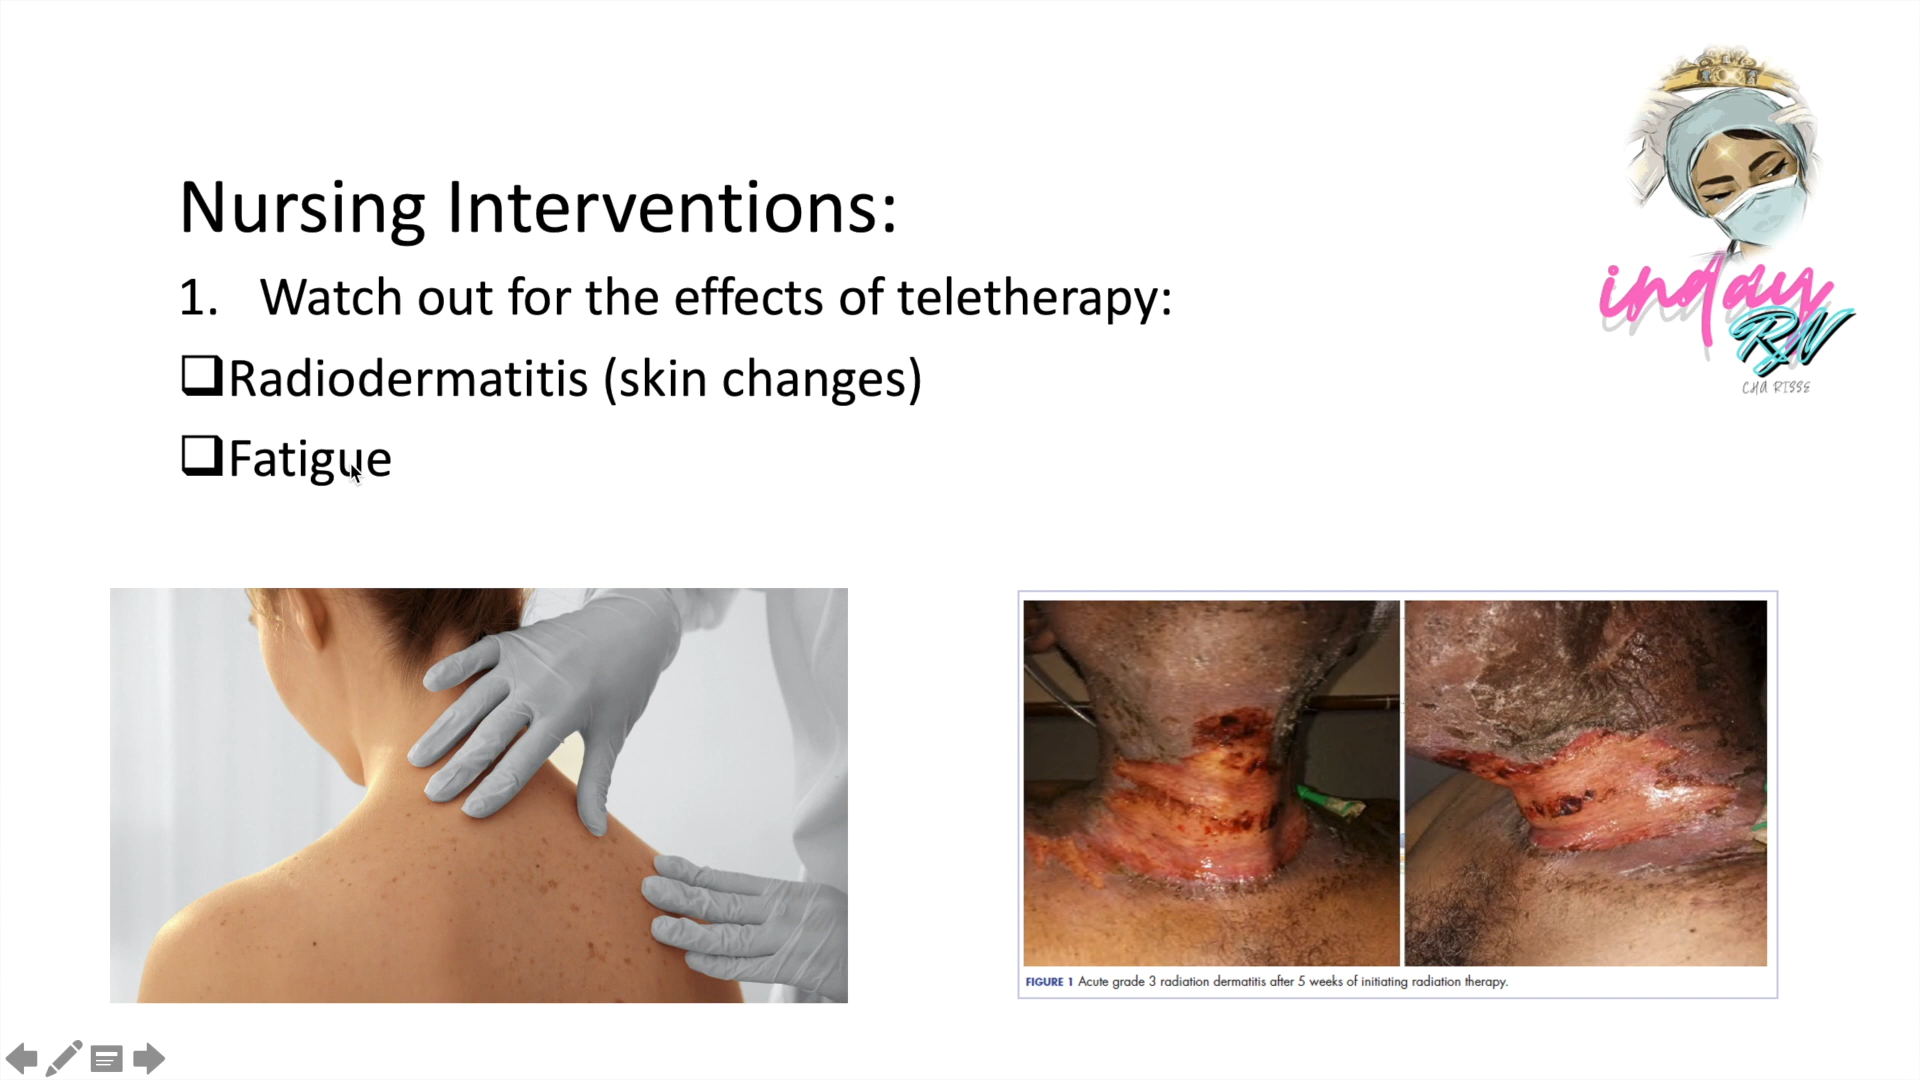 Nursing Interventions:
1. Watch out for the effects of teletherapy:
Radiodermatitis (skin changes)
Fatigue
inday
RN
CHA RISSE
FIGURE 1 Acute grade 3 radiation dermatitis after 5 weeks of initiating radiation therapy.